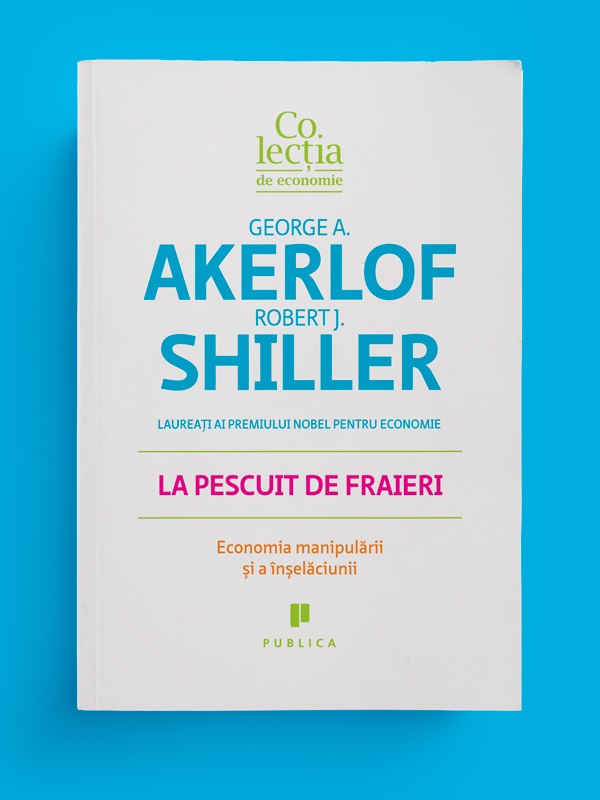 Co.
lecția
de economie
GEORGE A.
AKERLOF
ROBERT J.
SHILLER
LAUREAȚI AI PREMIULUI NOBEL PENTRU ECONOMIE
LA PESCUIT DE FRAIERI
Economia manipulării
și a înșelăciunii
PUBLICA